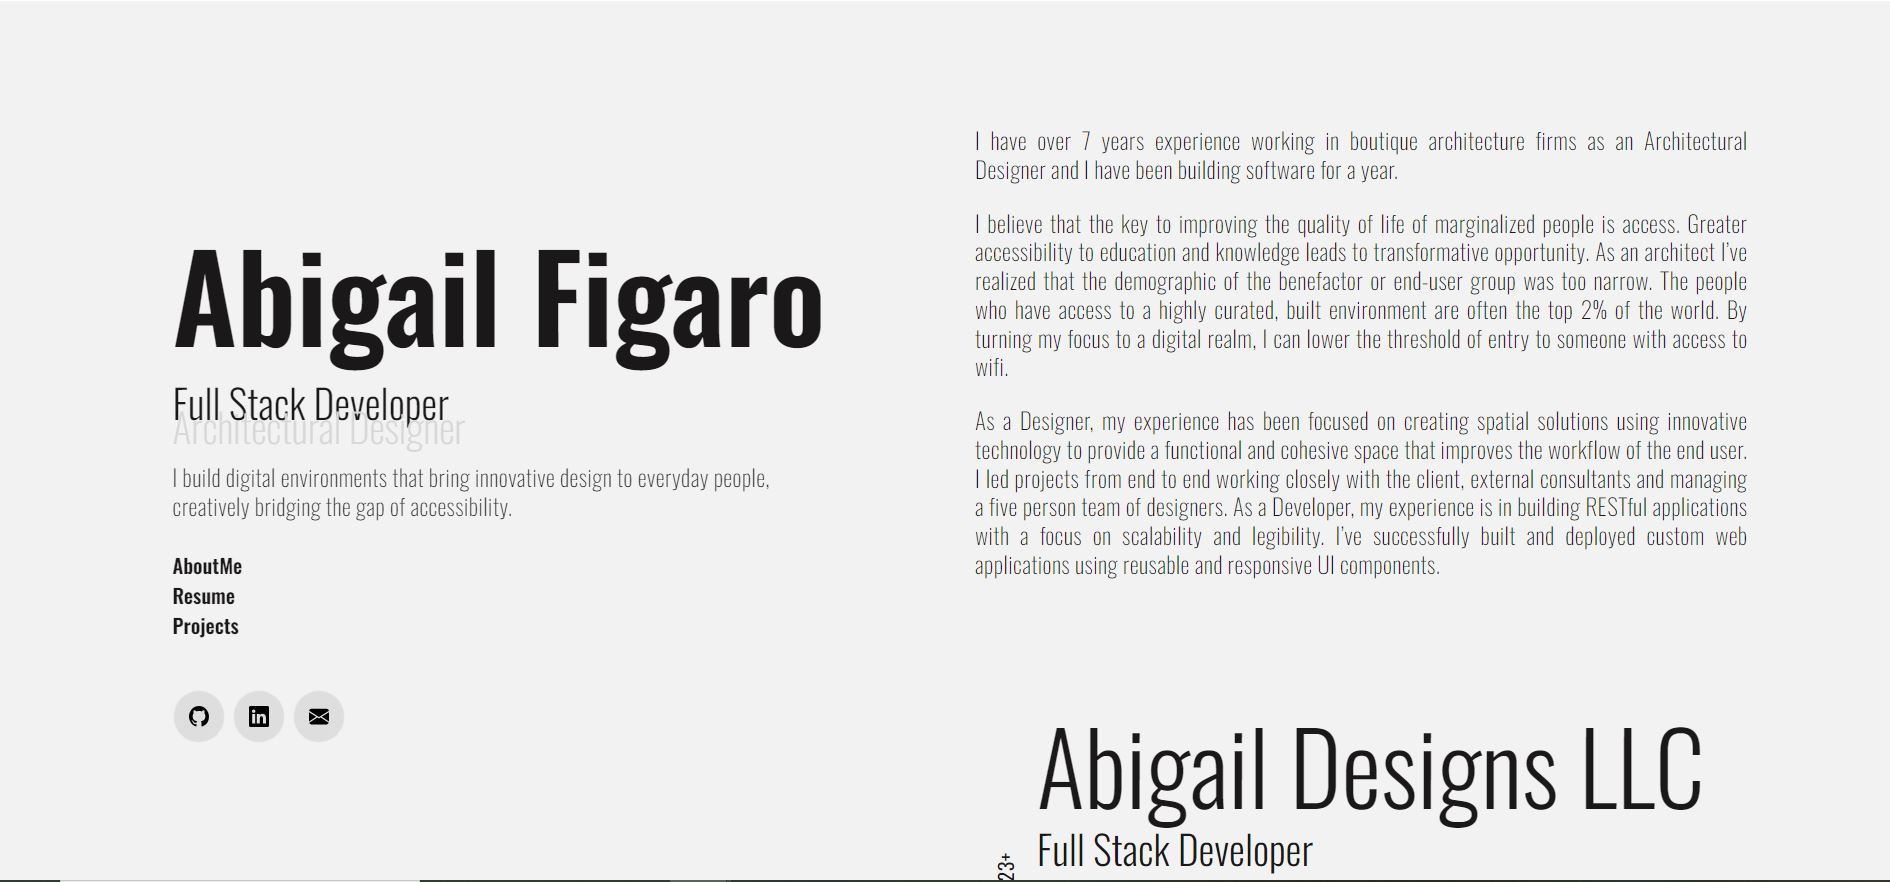 Abigail Figaro
Full Stack Developer
Architectural Designer
I build digital environments that bring innovative design to everyday people,
creatively bridging the gap of accessibility.
AboutMe
Resume
Projects
in
I have over 7 years experience working in boutique architecture firms as an Architectural
Designer and I have been building software for a year.
I believe that the key to improving the quality of life of marginalized people is access. Greater
accessibility to education and knowledge leads to transformative opportunity. As an architect I've
realized that the demographic of the benefactor or end-user group was too narrow. The people
who have access to a highly curated, built environment are often the top 2% of the world. By
turning my focus to a digital realm, I can lower the threshold of entry to someone with access to
wifi.
As a Designer, my experience has been focused on creating spatial solutions using innovative
technology to provide a functional and cohesive space that improves the workflow of the end user.
I led projects from end to end working closely with the client, external consultants and managing
a five person team of designers. As a Developer, my experience is in building RESTful applications
with a focus on scalability and legibility. I've successfully built and deployed custom web
applications using reusable and responsive UI components.
Abigail Designs LLC
Full Stack Developer
23+